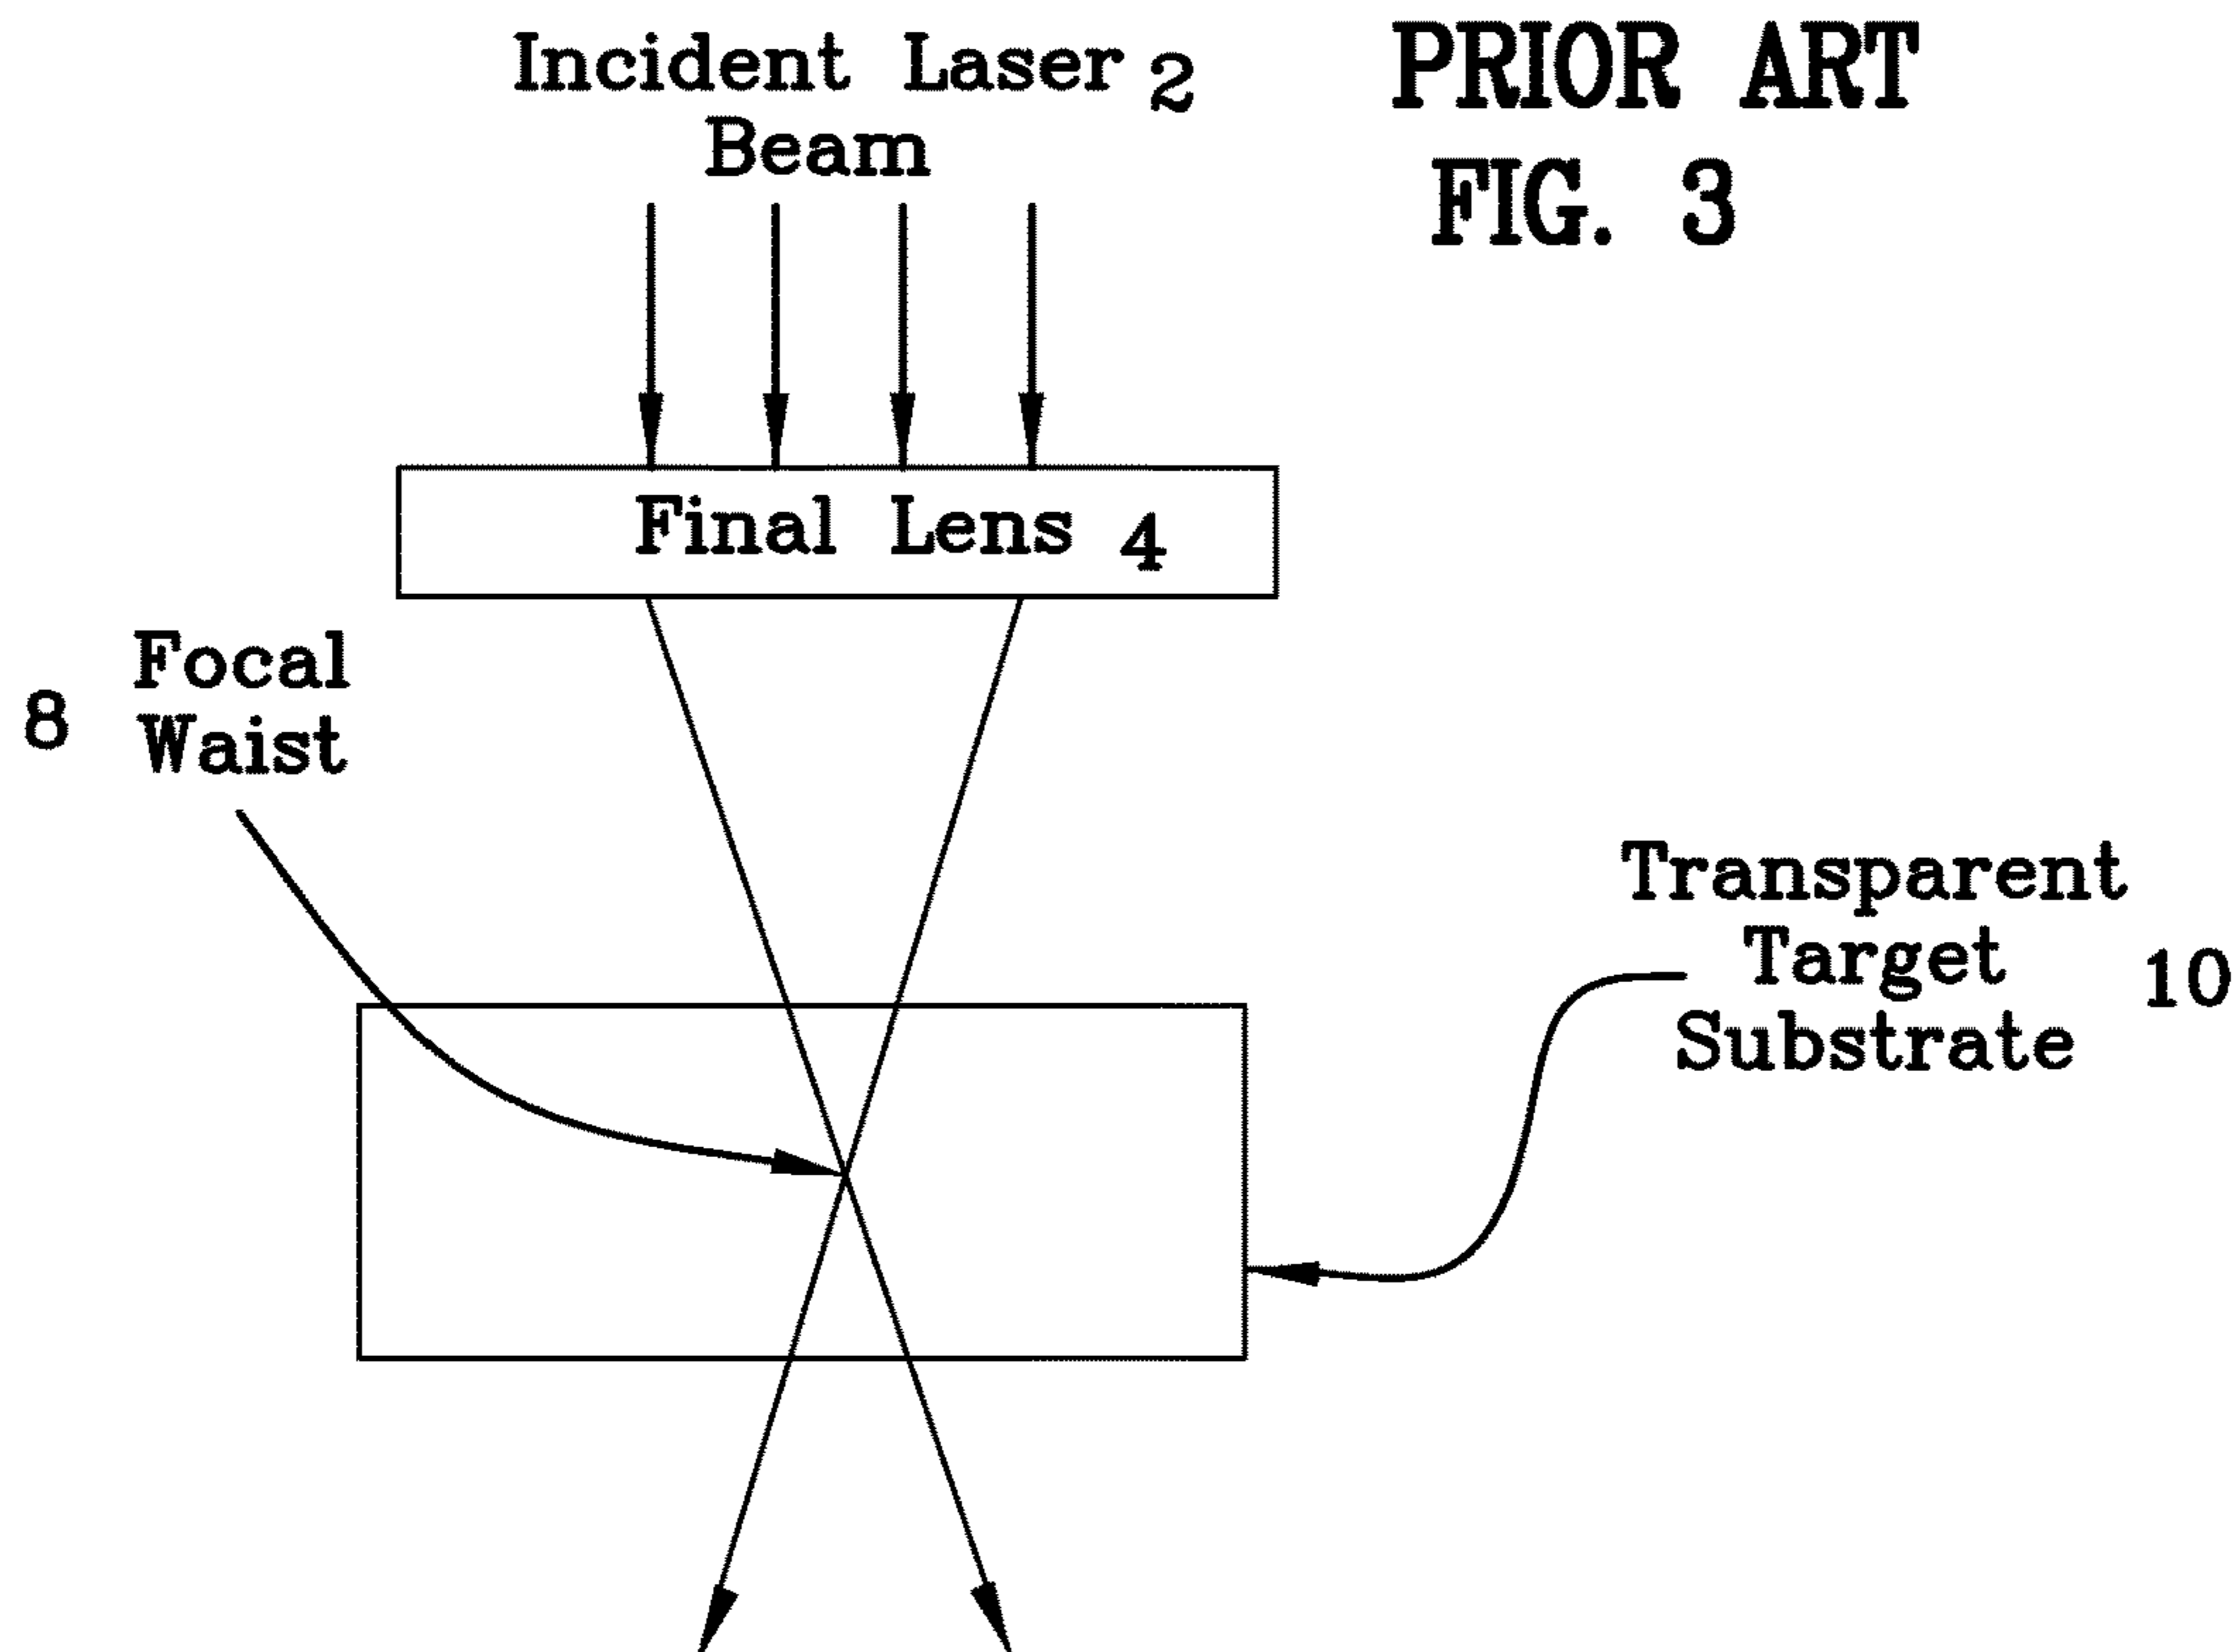 Incident Laser 2
Beam
PRIOR ART
FIG. 3
Final Lens 4
8 Focal
Waist
Transparent
Target 10
Substrate